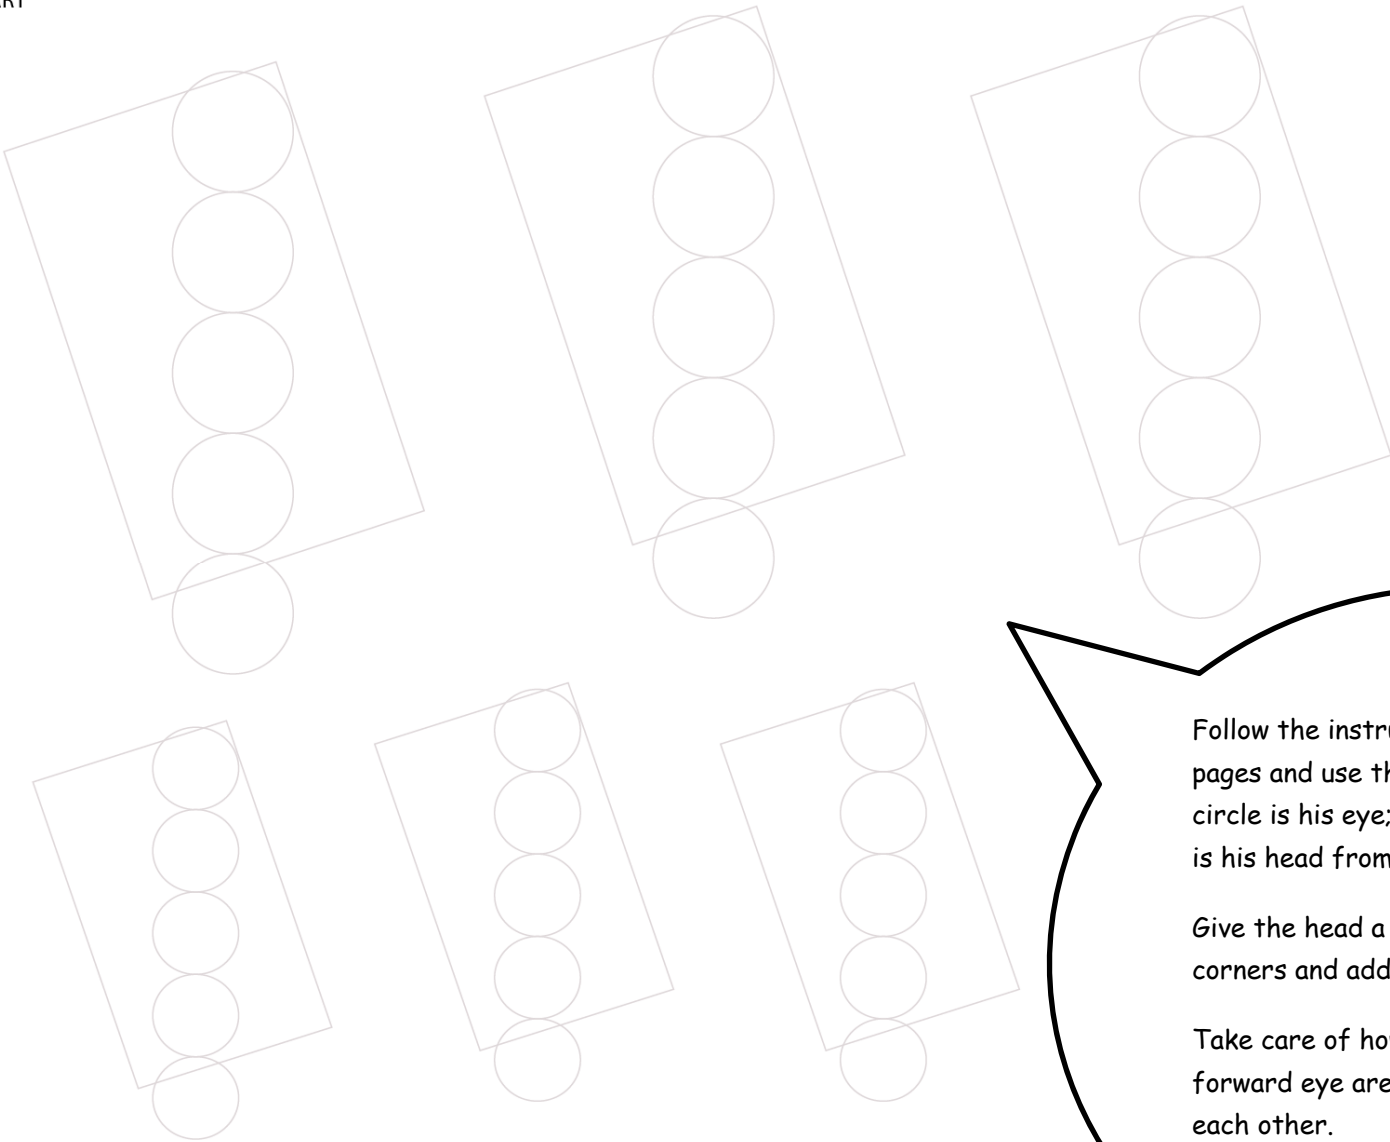 Follow the instru
pages and use th
circle is his eye;
is his head from
Give the head a
corners and add
Take care of ho
forward eye are
each other.